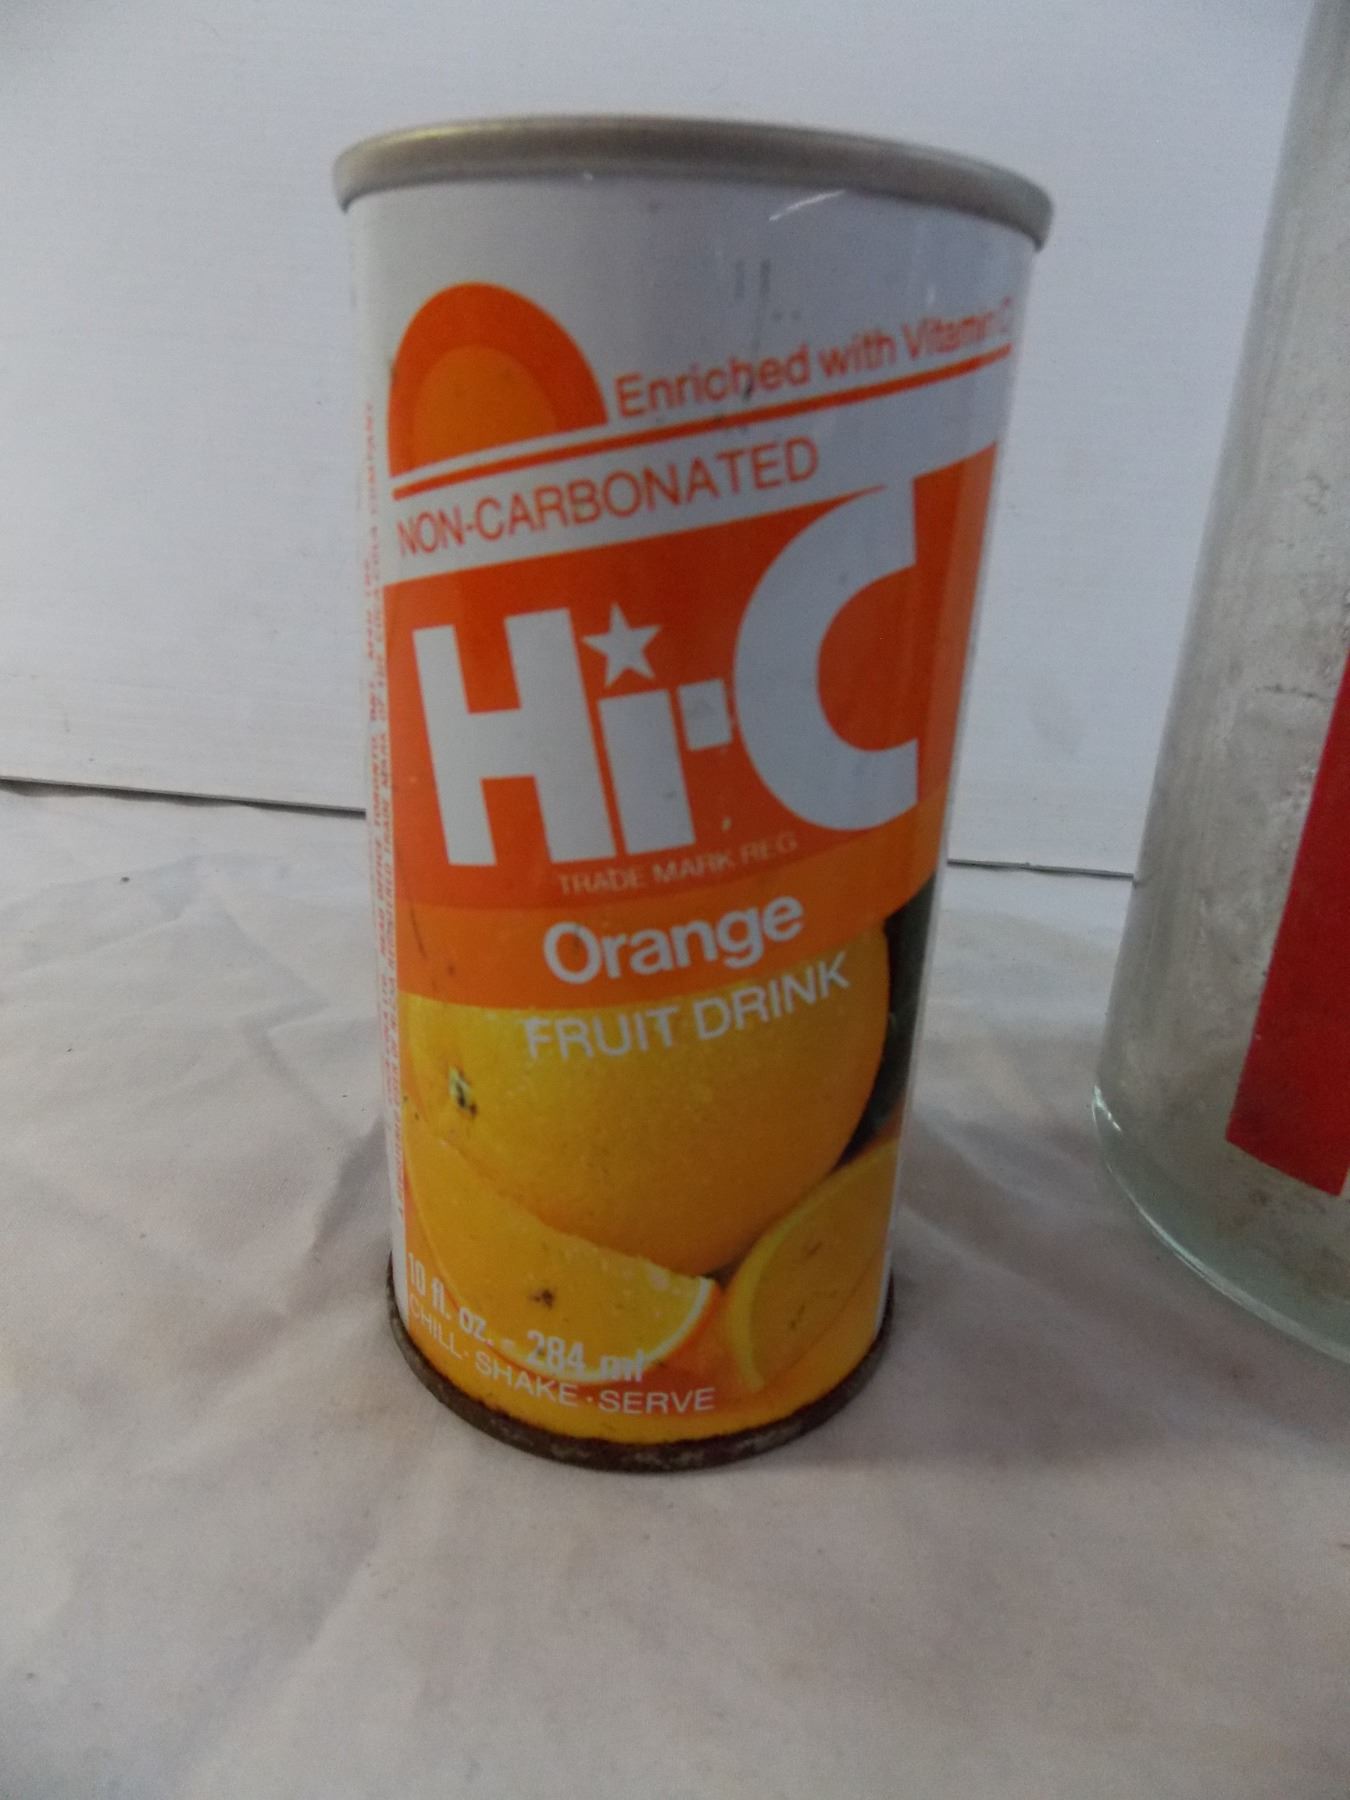 Enriched with Vitamin C
NON-CARBONATED
Hi-C
TRADE MARK REG
Orange
FRUIT DRINK
10 fl. oz. - 284 ml
CHILL · SHAKE · SERVE